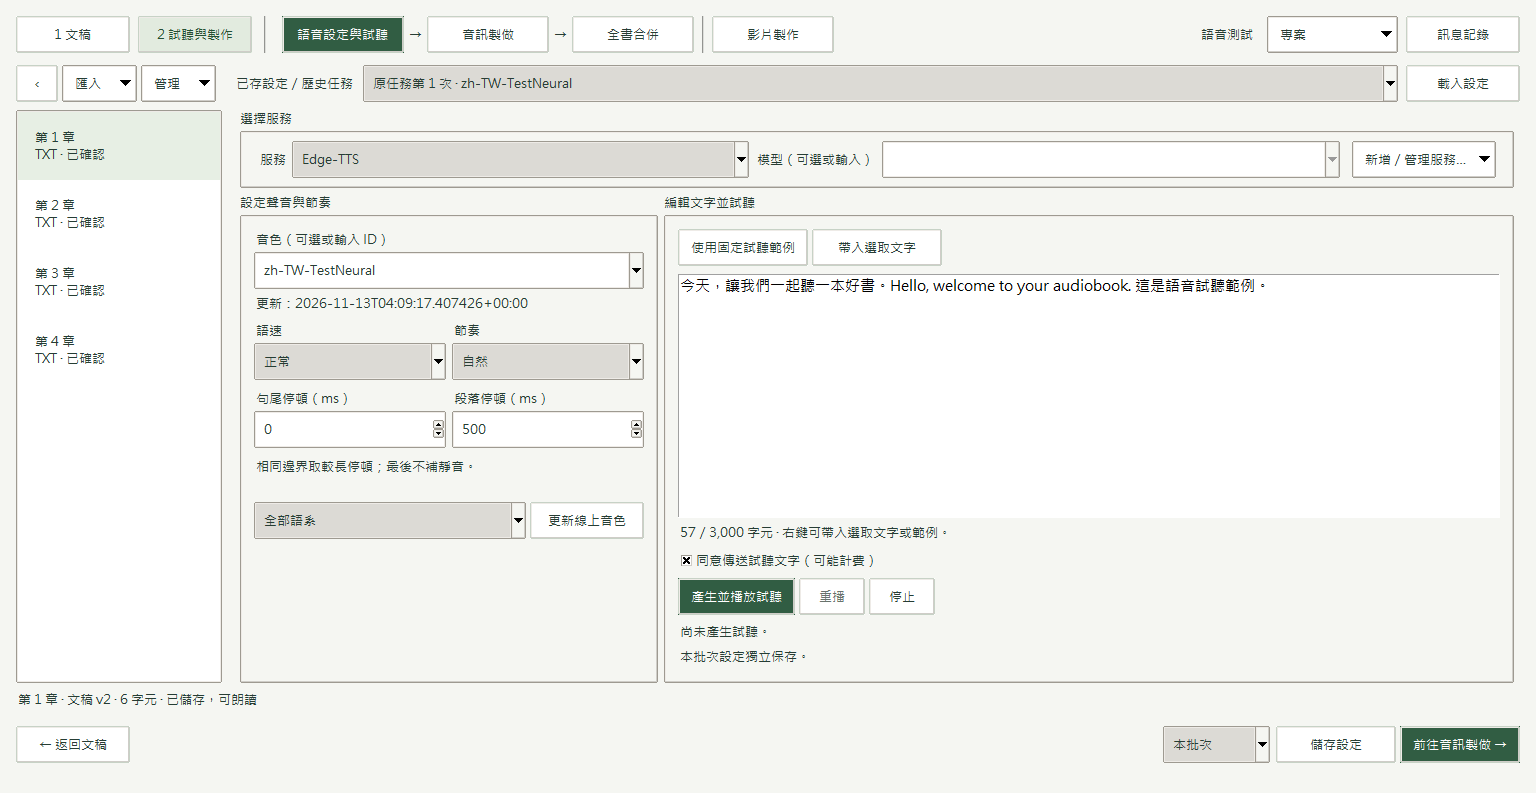 1 文稿
2 試聽與製作
語音設定與試聽
→
音訊製做
→
全書合併
影片製作
語音測試
專案
訊息記錄
‹
匯入
管理
已存設定 / 歷史任務
原任務第 1 次 · zh-TW-TestNeural
載入設定
第 1 章
TXT · 已確認
第 2 章
TXT · 已確認
第 3 章
TXT · 已確認
第 4 章
TXT · 已確認
選擇服務
服務
Edge-TTS
模型（可選或輸入）
新增 / 管理服務...
設定聲音與節奏
音色（可選或輸入 ID）
zh-TW-TestNeural
更新：2026-11-13T04:09:17.407426+00:00
語速
節奏
正常
自然
句尾停頓（ms）
段落停頓（ms）
0
500
相同邊界取較長停頓；最後不補靜音。
全部語系
更新線上音色
編輯文字並試聽
使用固定試聽範例
帶入選取文字
今天，讓我們一起聽一本好書。Hello, welcome to your audiobook. 這是語音試聽範例。
57 / 3,000 字元 · 右鍵可帶入選取文字或範例。
同意傳送試聽文字（可能計費）
產生並播放試聽
重播
停止
尚未產生試聽。
本批次設定獨立保存。
第 1 章 · 文稿 v2 · 6 字元 · 已儲存，可朗讀
← 返回文稿
本批次
儲存設定
前往音訊製做 →